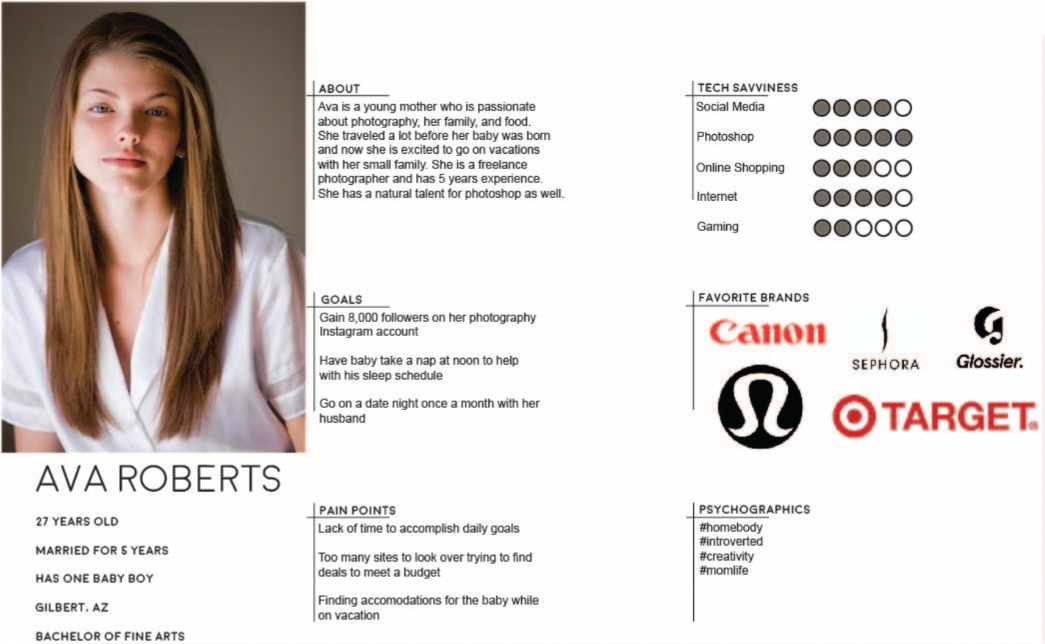 AVA ROBERTS
27 YEARS OLD
MARRIED FOR 5 YEARS
HAS ONE BABY BOY
GILBERT, AZ
BACHELOR OF FINE ARTS
ABOUT
Ava is a young mother who is passionate
about photography, her family, and food.
She traveled a lot before her baby was born
and now she is excited to go on vacations
with her small family. She is a freelance
photographer and has 5 years experience.
She has a natural talent for photoshop as well.
GOALS
Gain 8,000 followers on her photography
Instagram account
Have baby take a nap at noon to help
with his sleep schedule
Go on a date night once a month with her
husband
PAIN POINTS
Lack of time to accomplish daily goals
Too many sites to look over trying to find
deals to meet a budget
Finding accomodations for the baby while
on vacation
TECH SAVVINESS
Social Media
Photoshop
Online Shopping
Internet
Gaming
FAVORITE BRANDS
Canon
SEPHORA
Glossier.
TARGET®
PSYCHOGRAPHICS
#homebody
#introverted
#creativity
#momlife